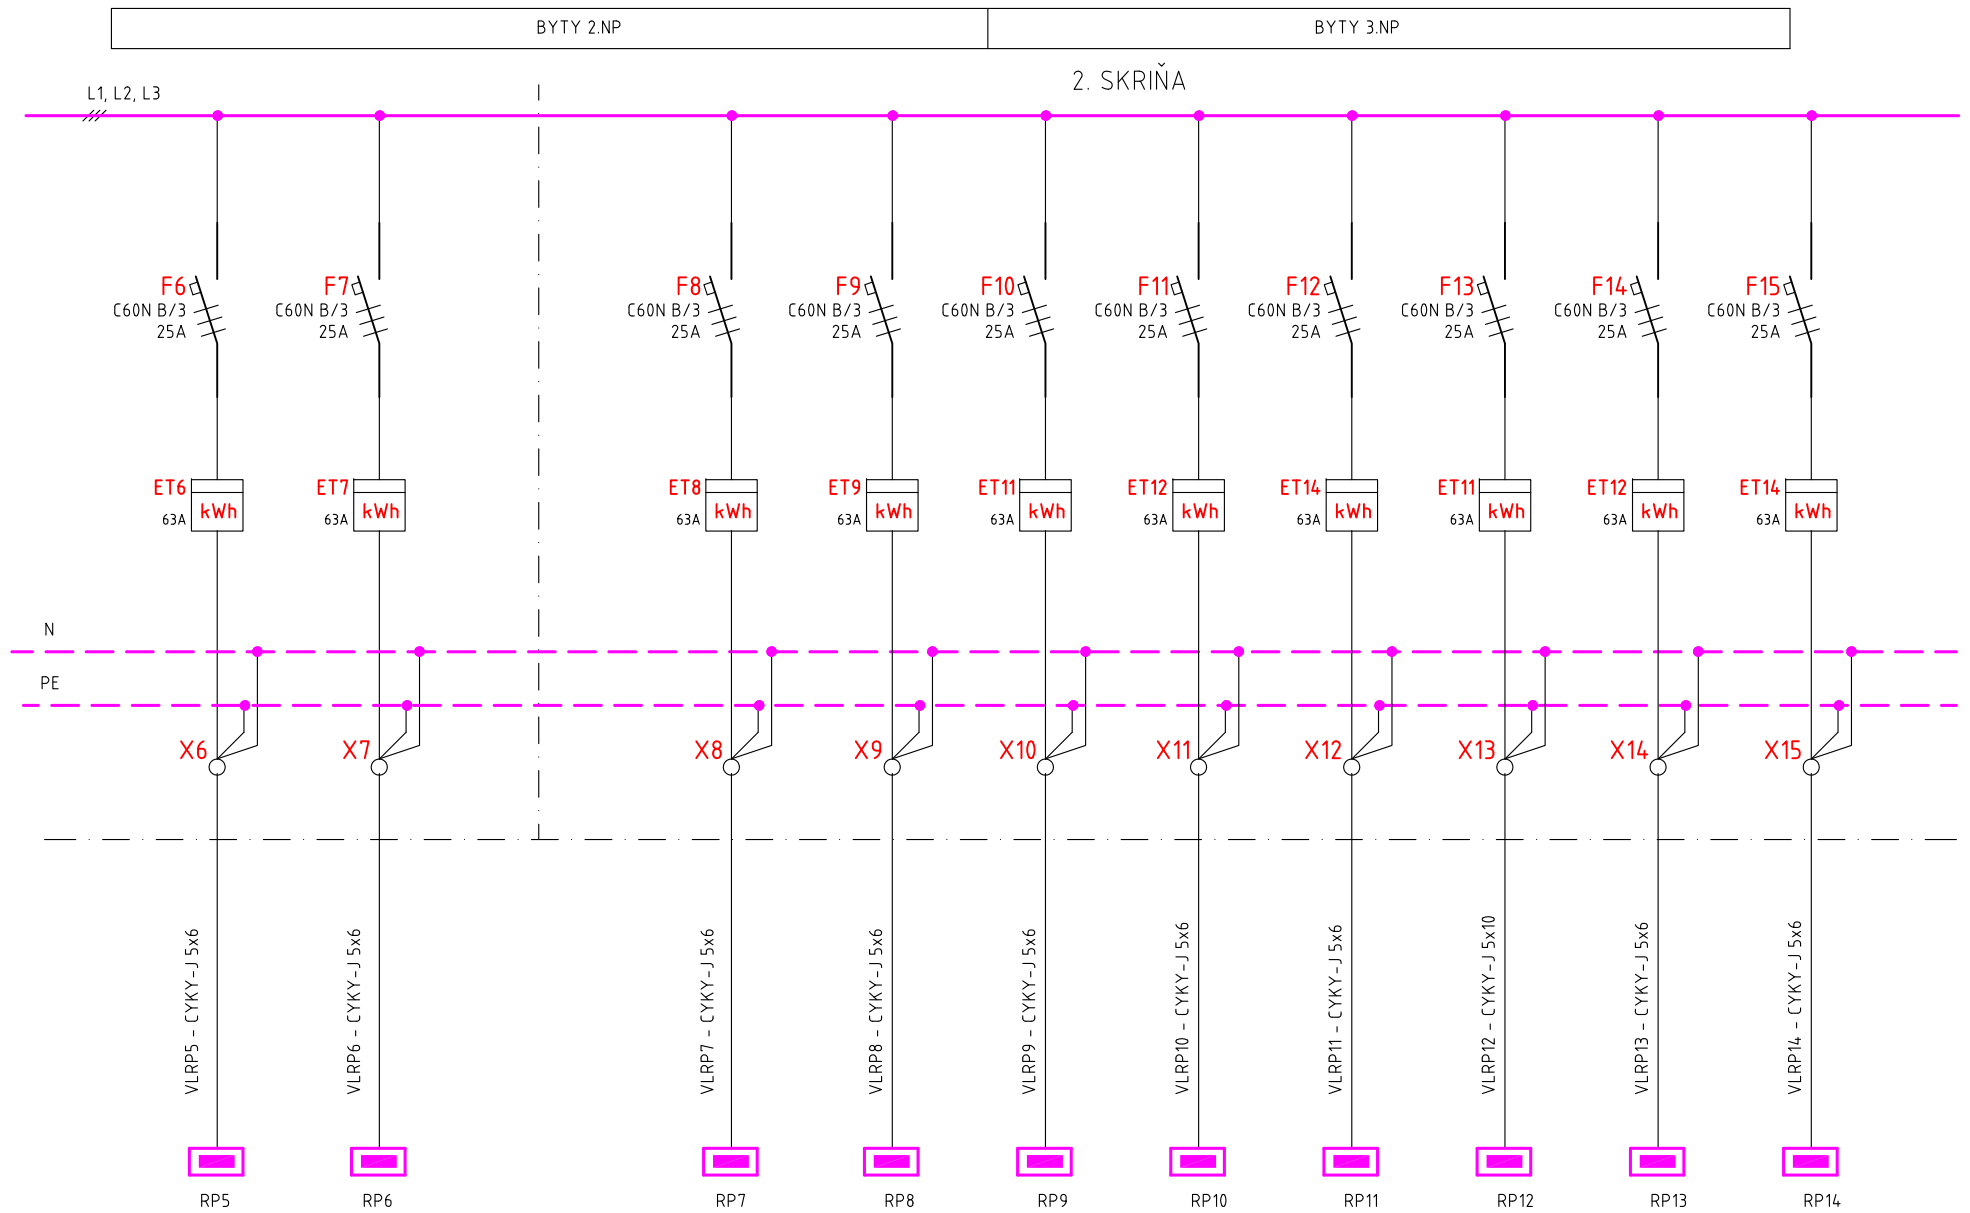 BYTY 2.NP
BYTY 3.NP
2. SKRIŇA
L1, L2, L3
F6
C60N B/3
25A
F7
C60N B/3
25A
F8
C60N B/3
25A
F9
C60N B/3
25A
F10
C60N B/3
25A
F11
C60N B/3
25A
F12
C60N B/3
25A
F13
C60N B/3
25A
F14
C60N B/3
25A
F15
C60N B/3
25A
ET6
kWh
63A
ET7
kWh
63A
ET8
kWh
63A
ET9
kWh
63A
ET11
kWh
63A
ET12
kWh
63A
ET14
kWh
63A
ET11
kWh
63A
ET12
kWh
63A
ET14
kWh
63A
N
PE
X6
X7
X8
X9
X10
X11
X12
X13
X14
X15
VLRP5 - CYKY-J 5x6
VLRP6 - CYKY-J 5x6
VLRP7 - CYKY-J 5x6
VLRP8 - CYKY-J 5x6
VLRP9 - CYKY-J 5x6
VLRP10 - CYKY-J 5x6
VLRP11 - CYKY-J 5x6
VLRP12 - CYKY-J 5x10
VLRP13 - CYKY-J 5x6
VLRP14 - CYKY-J 5x6
RP5
RP6
RP7
RP8
RP9
RP10
RP11
RP12
RP13
RP14